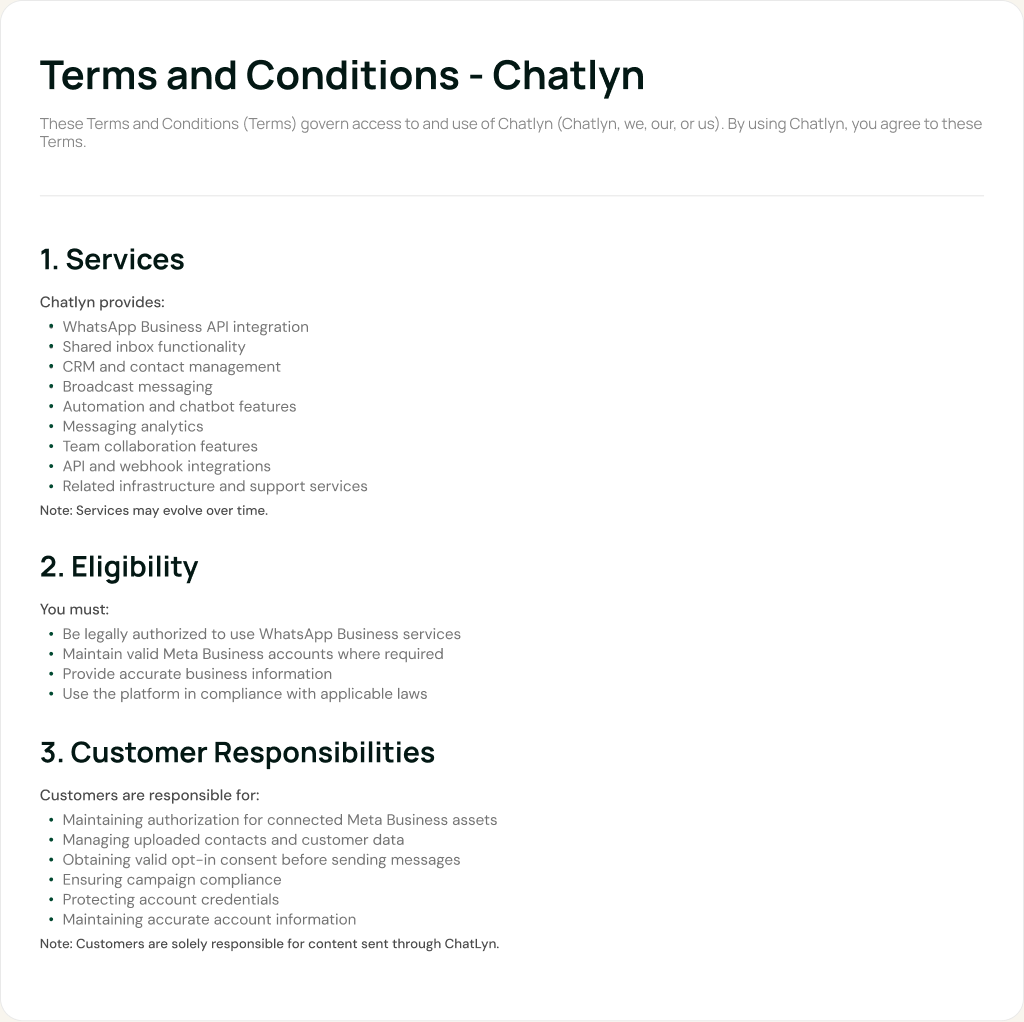 Terms and Conditions - Chatlyn
These Terms and Conditions (Terms) govern access to and use of Chatlyn (Chatlyn, we, our, or us). By using Chatlyn, you agree to these
Terms.
1. Services
Chatlyn provides:
• WhatsApp Business API integration
• Shared inbox functionality
• CRM and contact management
• Broadcast messaging
• Automation and chatbot features
• Messaging analytics
• Team collaboration features
• API and webhook integrations
• Related infrastructure and support services
Note: Services may evolve over time.
2. Eligibility
You must:
• Be legally authorized to use WhatsApp Business services
• Maintain valid Meta Business accounts where required
• Provide accurate business information
• Use the platform in compliance with applicable laws
3. Customer Responsibilities
Customers are responsible for:
• Maintaining authorization for connected Meta Business assets
• Managing uploaded contacts and customer data
• Obtaining valid opt-in consent before sending messages
• Ensuring campaign compliance
• Protecting account credentials
• Maintaining accurate account information
Note: Customers are solely responsible for content sent through ChatLyn.